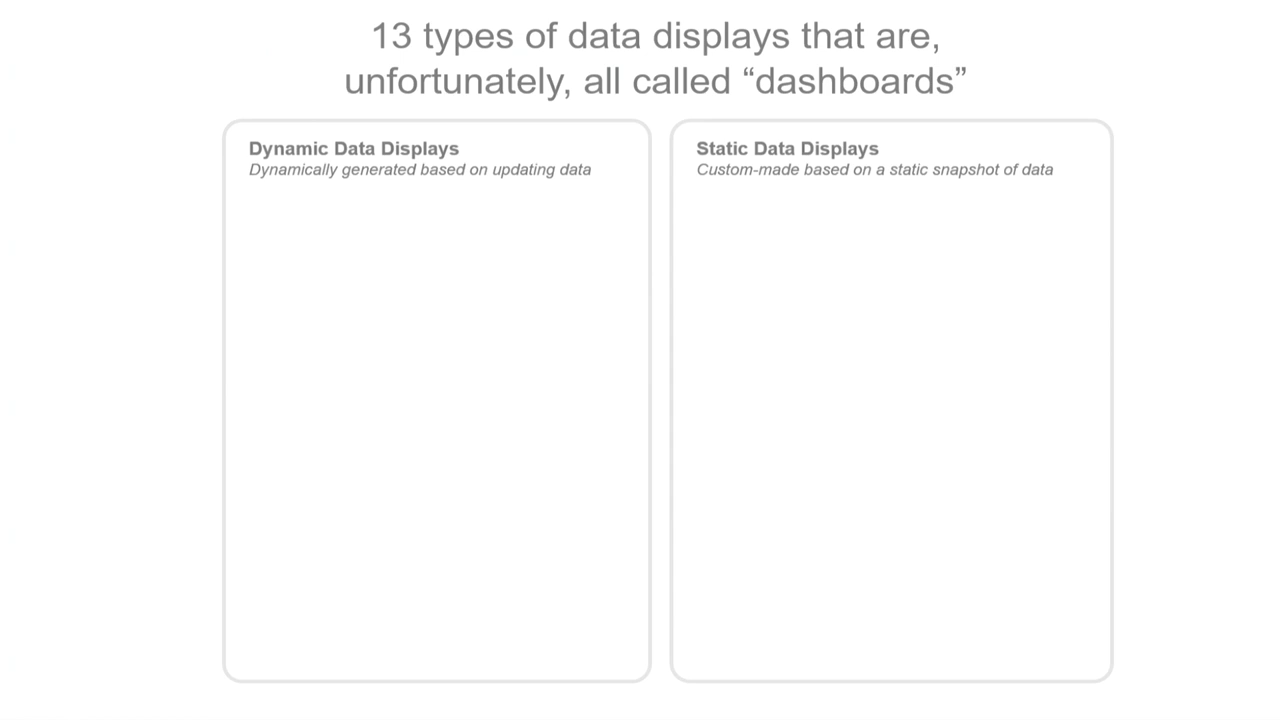 13 types of data displays that are,
unfortunately, all called “dashboards”
Dynamic Data Displays
Dynamically generated based on updating data
Static Data Displays
Custom-made based on a static snapshot of data